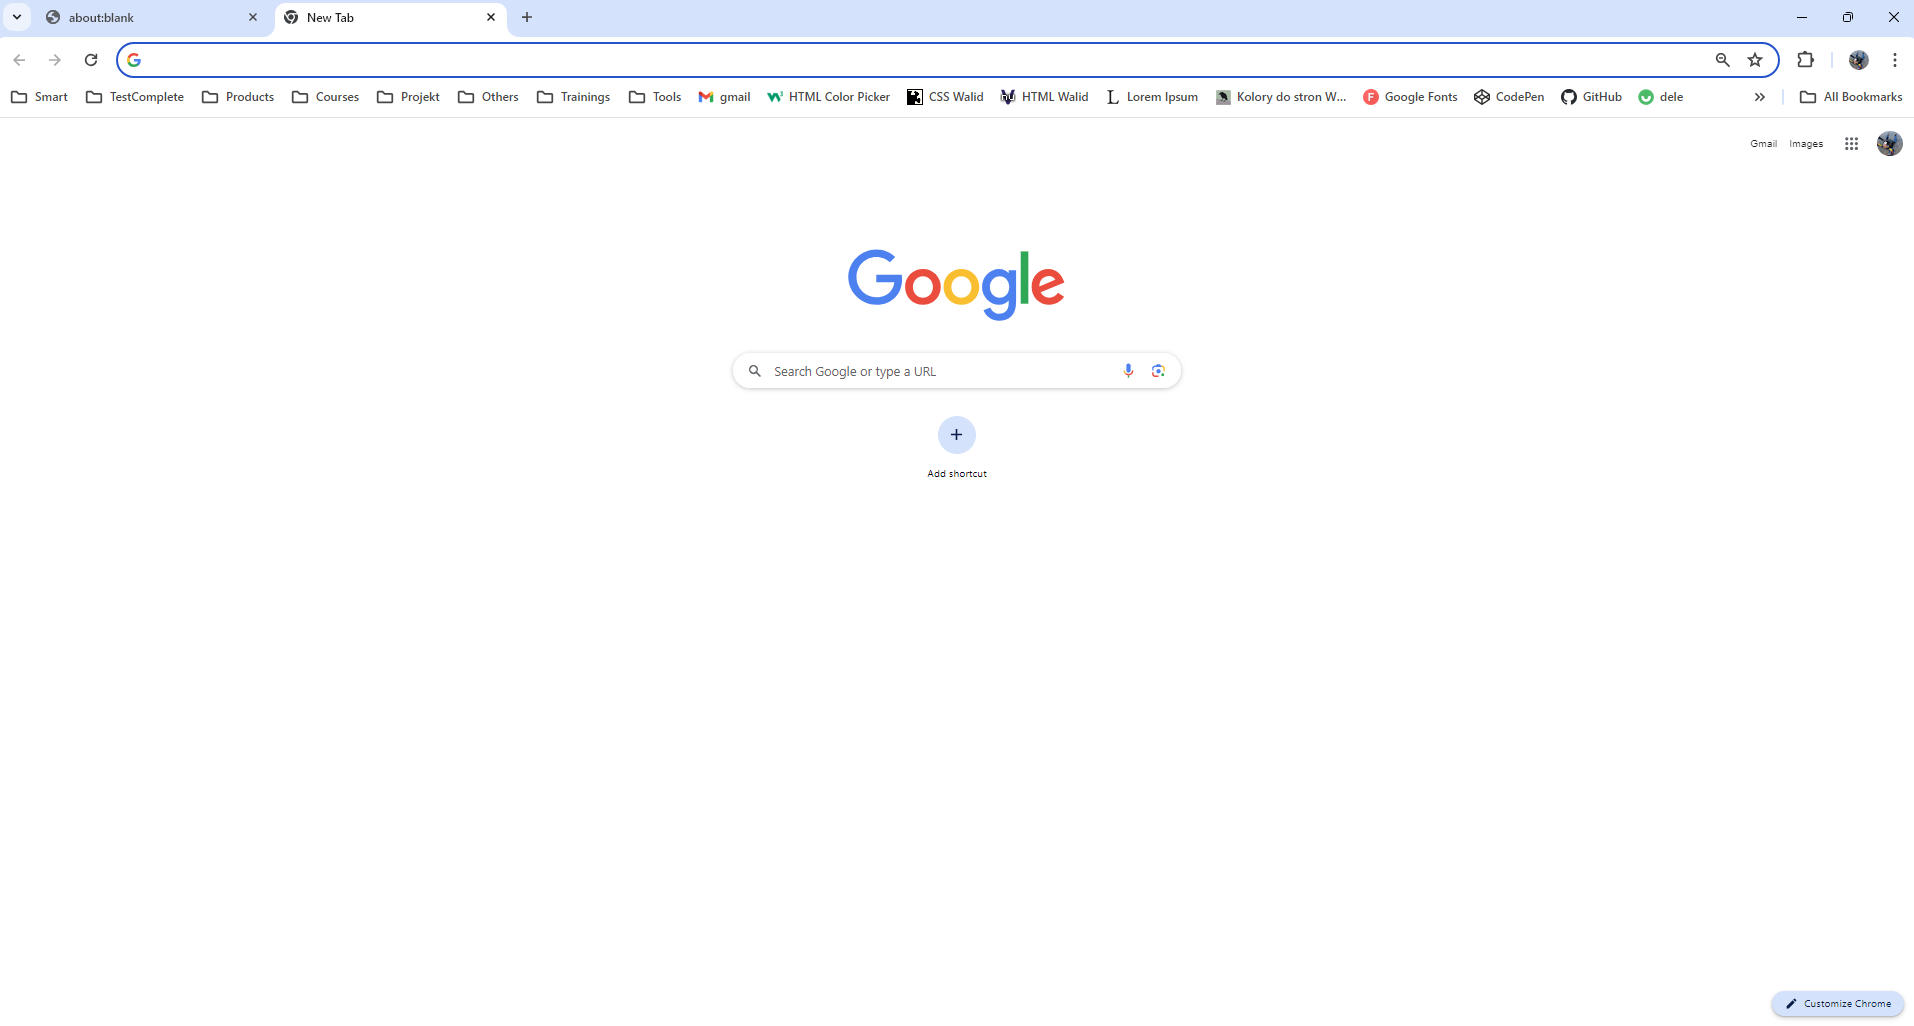 about:blank
New Tab
Smart
TestComplete
Products
Courses
Projekt
Others
Trainings
Tools
gmail
HTML Color Picker
CSS Walid
HTML Walid
Lorem Ipsum
Kolory do stron W...
Google Fonts
CodePen
GitHub
dele
All Bookmarks
Gmail
Images
Google
Search Google or type a URL
Add shortcut
Customize Chrome